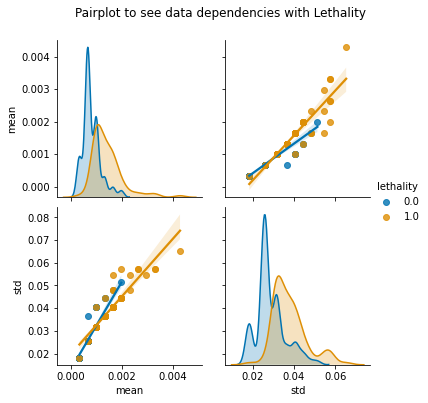 Pairplot to see data dependencies with Lethality
0.004
0.003
0.002
0.001
0.000
mean
lethality
0.0
1.0
0.08
0.07
0.06
0.05
0.04
0.03
0.02
std
0.000 0.002 0.004
mean
0.02 0.04 0.06
std